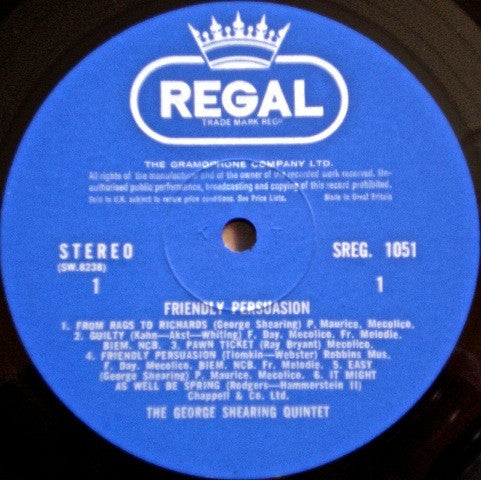 REGAL
TRADE MARK REGD
THE GRAMOPHONE COMPANY LTD.
All rights of the manufacturer and of the owner of the recorded work reserved. Un-
authorised public performance, broadcasting and copying of this record prohibited.
Sold in U.K. subject to resale price conditions. See Price Lists. Made in Great Britain
STEREO SREG. 1051
(SW.8238)
1 1
FRIENDLY PERSUASION
1. FROM RAGS TO RICHARDS (George Shearing) P. Maurice. Mecolico.
2. GUILTY (Kahn—Akst—Whiting) F. Day. Mecolico. Fr. Melodie.
BIEM. NCB. 3. PAWN TICKET (Ray Bryant) Mecolico.
4. FRIENDLY PERSUASION (Tiomkin—Webster) Robbins Mus.
F. Day. Mecolico. BIEM. NCB. Fr. Melodie. 5. EASY
(George Shearing) P. Maurice. Mecolico. 6. IT MIGHT
AS WELL BE SPRING (Rodgers—Hammerstein II)
Chappell & Co. Ltd.
THE GEORGE SHEARING QUINTET